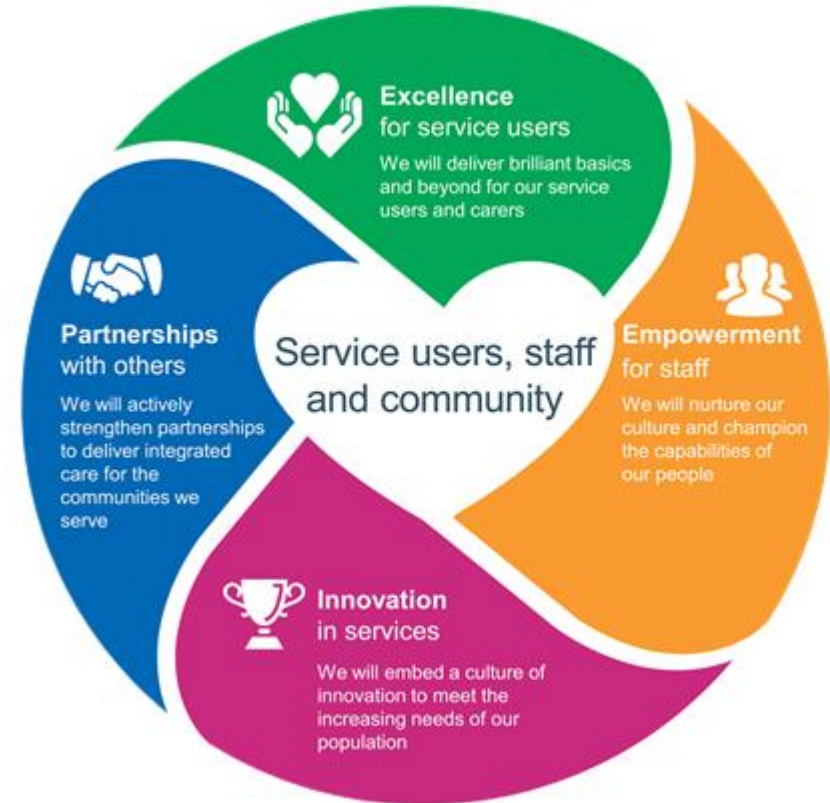 Excellence
for service users
We will deliver brilliant basics
and beyond for our service
users and carers
Empowerment
for staff
We will nurture our
culture and champion
the capabilities of
our people
Innovation
in services
We will embed a culture of
innovation to meet the
increasing needs of our
population
Partnerships
with others
We will actively
strengthen partnerships
to deliver integrated
care for the
communities we
serve
Service users, staff
and community